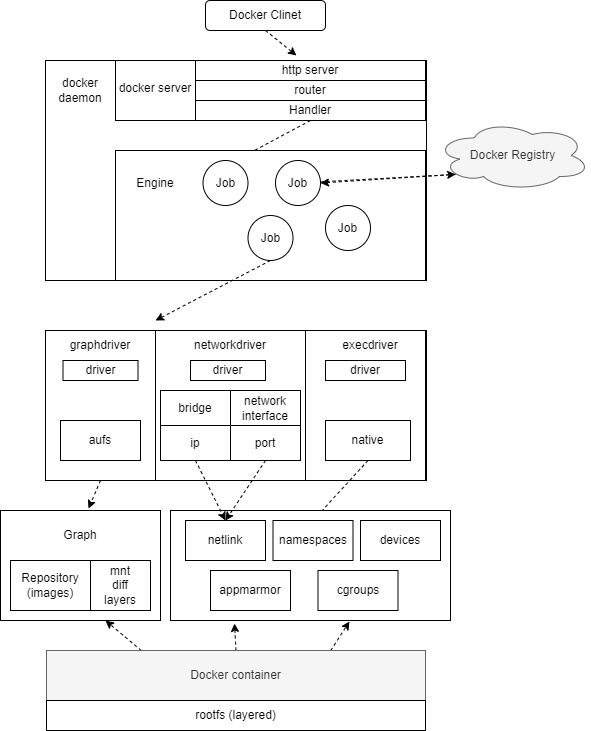 Docker Clinet
docker
daemon
docker server
http server
router
Handler
Docker Registry
Engine
Job
Job
Job
Job
graphdriver
driver
aufs
networkdriver
driver
bridge
network
interface
ip
port
execdriver
driver
native
Graph
Repository
(images)
mnt
diff
layers
netlink
namespaces
devices
appmarmor
cgroups
Docker container
rootfs (layered)